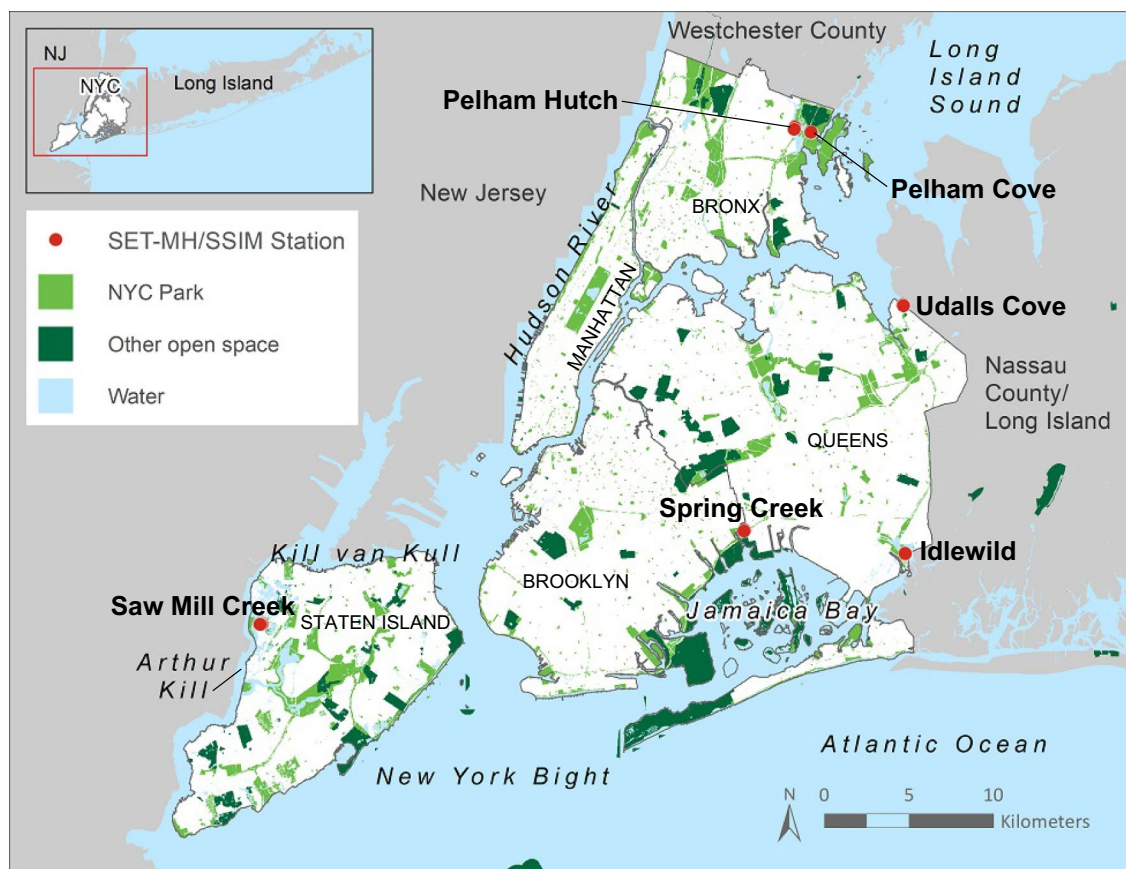 Westchester County
Long
Island
Sound
NJ
NYC
Long Island
Pelham Hutch
Pelham Cove
New Jersey
BRONX
SET-MH/SSIM Station
NYC Park
Other open space
Water
Hudson River
MANHATTAN
Udalls Cove
Nassau
County/
Long Island
QUEENS
Spring Creek
Idlewild
Kill van Kull
BROOKLYN
Saw Mill Creek
STATEN ISLAND
Jamaica Bay
Arthur
Kill
Atlantic Ocean
New York Bight
N
0 5 10
Kilometers